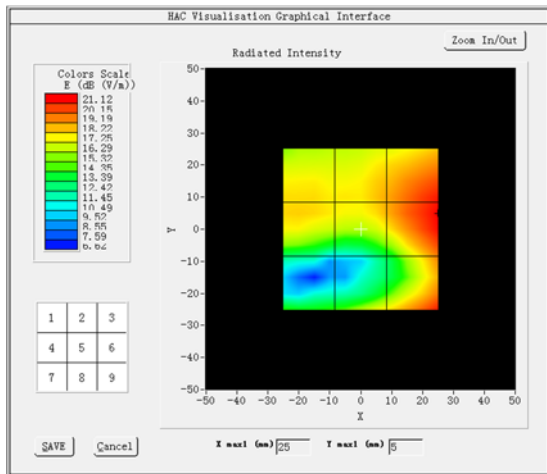 HAC Visualisation Graphical Interface
Zoom In/Out
Radiated Intensity
Colors Scale
E (dB (V/m))
21.12
20.15
19.19
18.22
17.25
16.29
15.32
14.35
13.39
12.42
11.45
10.49
9.52
8.55
7.59
6.62
1 2 3
4 5 6
7 8 9
Y
50
40
30
20
10
0
-10
-20
-30
-40
-50
-50 -40 -30 -20 -10 0 10 20 30 40 50
X
SAVE
Cancel
X max1 (mm) 25
Y max1 (mm) 5